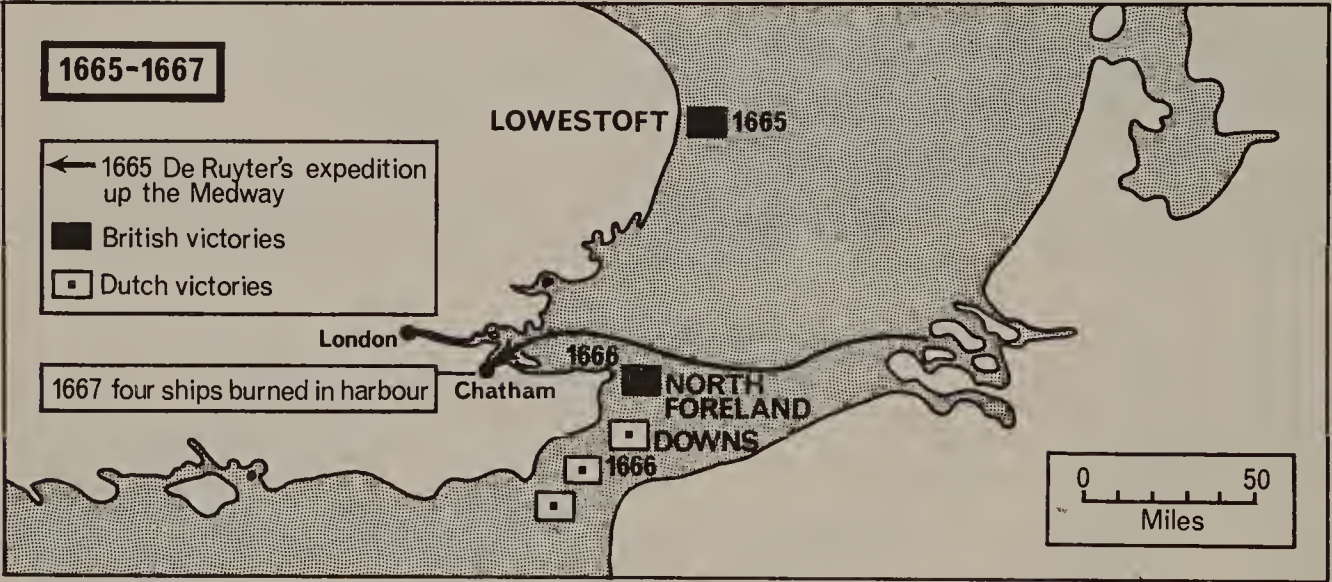 1665-1667
LOWESTOFT 1665
1665 De Ruyter's expedition
up the Medway
British victories
Dutch victories
London
1666
1667 four ships burned in harbour
Chatham
NORTH
FORELAND
DOWNS
1666
0 50
Miles